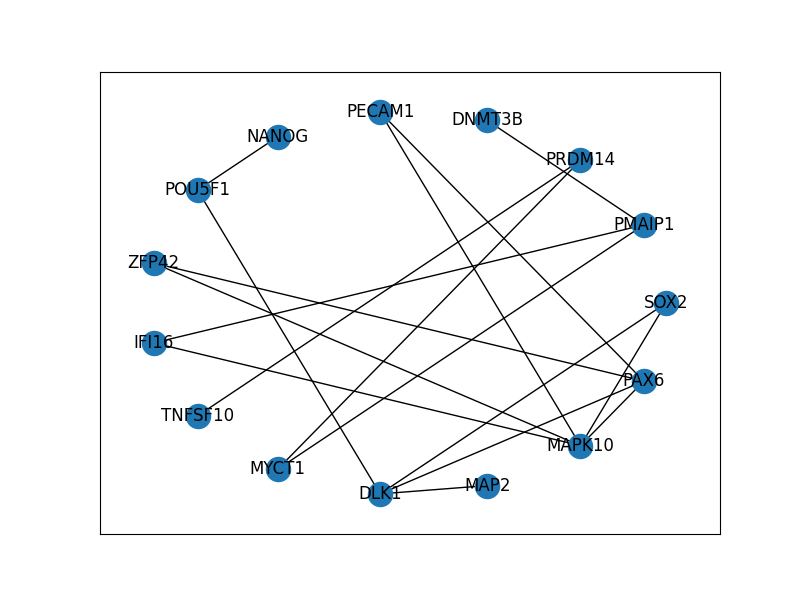 PECAM1
DNMT3B
NANOG
PRDM14
POU5F1
PMAIP1
ZFP42
SOX2
IFI16
PAX6
TNFSF10
MAPK10
MYCT1
MAP2
DLK1